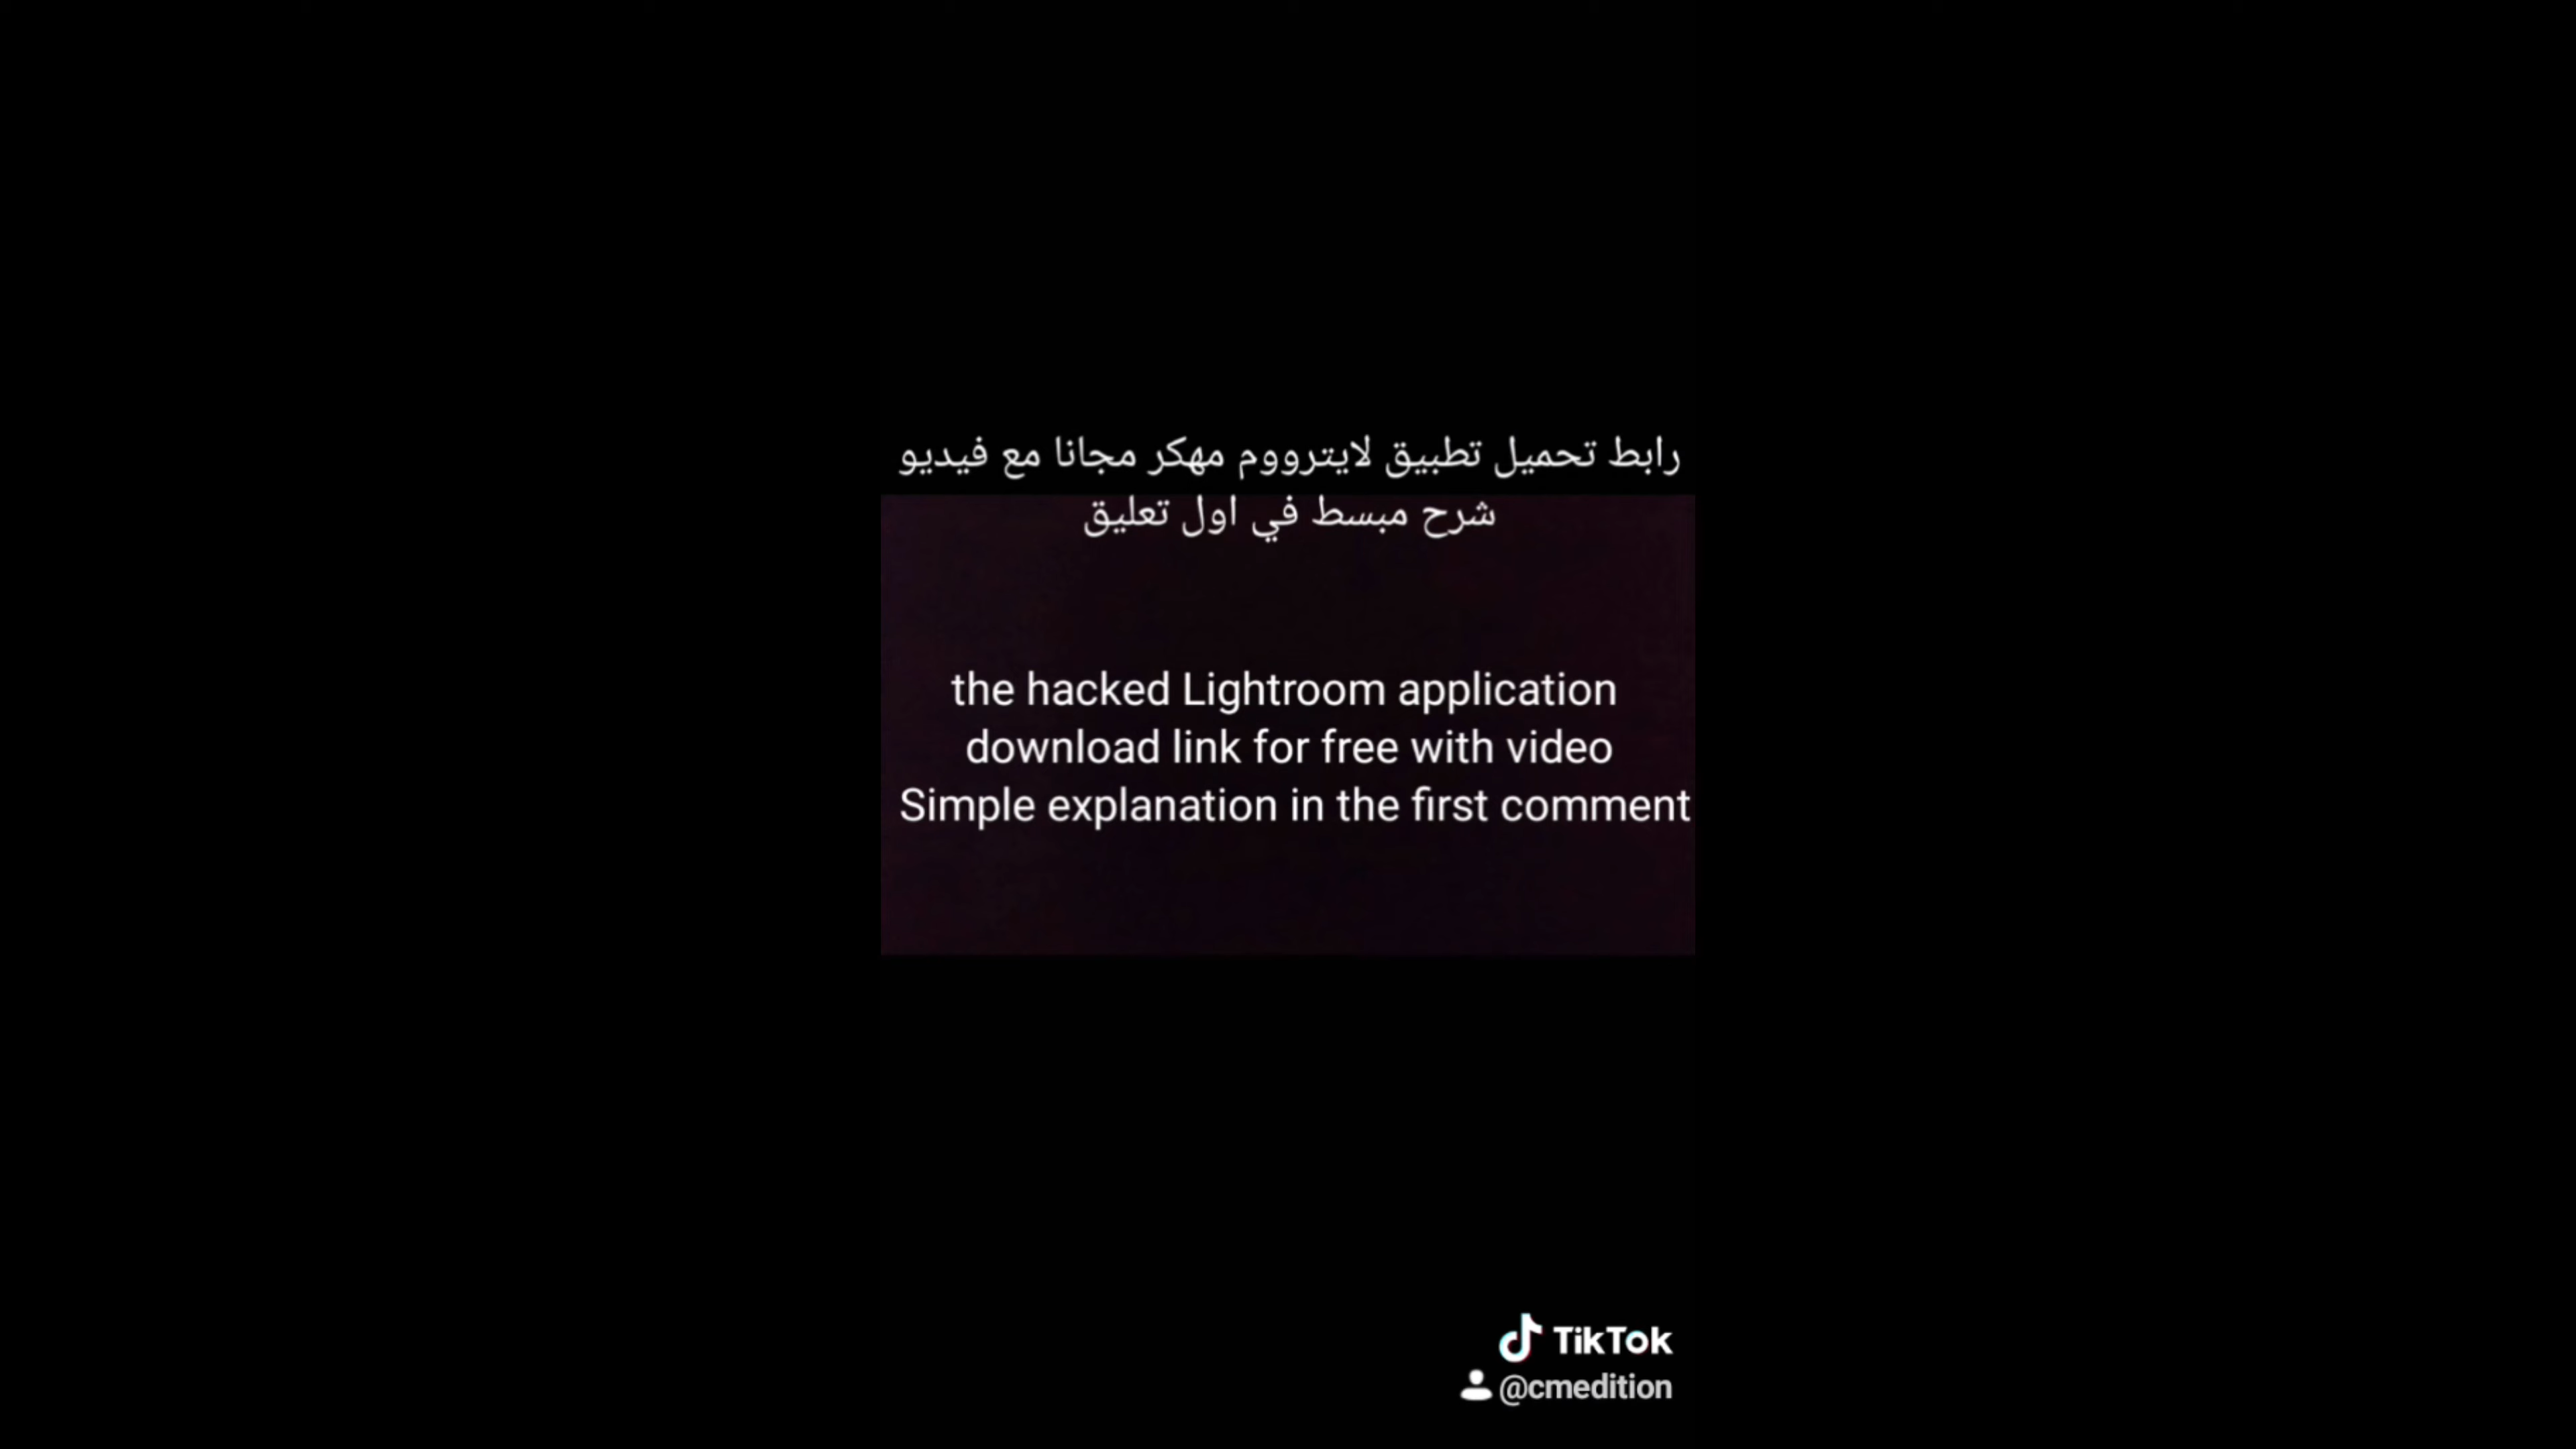 رابط تحميل تطبيق لايترووم مهكر مجانا مع فيديو
شرح مبسط في اول تعليق
the hacked Lightroom application
download link for free with video
Simple explanation in the first comment
TikTok
@cmedition